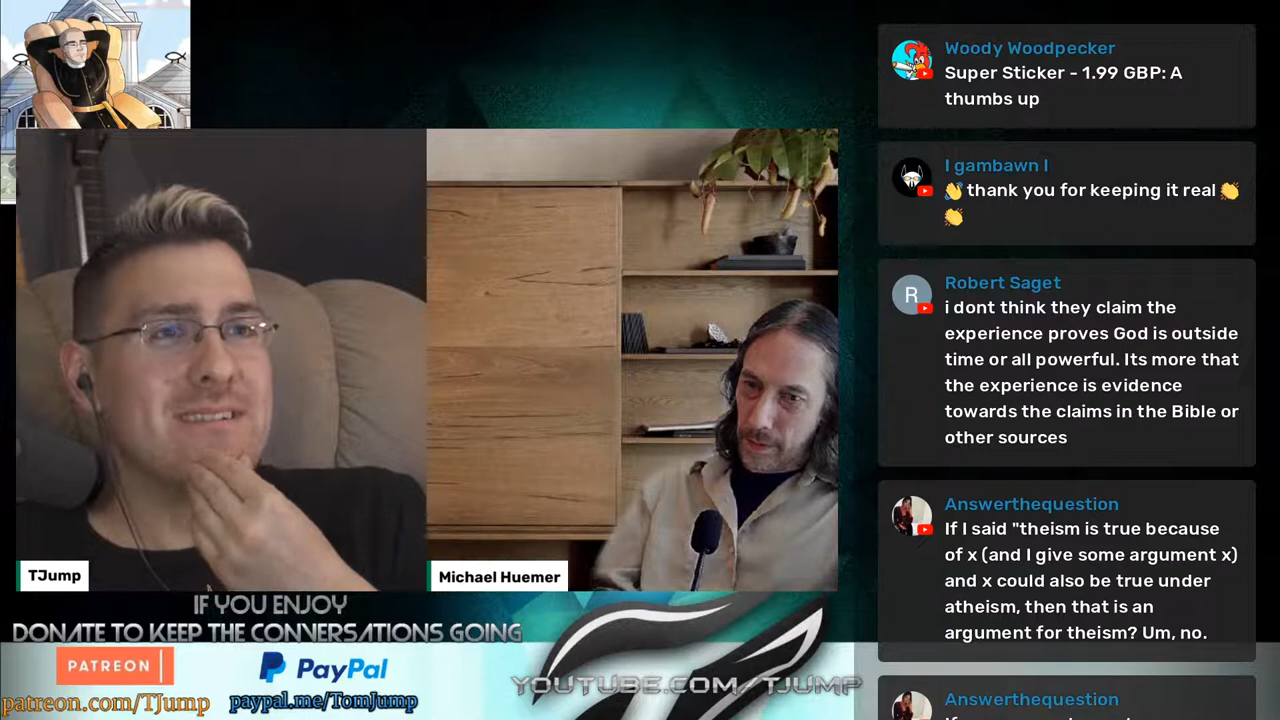 Woody Woodpecker
Super Sticker - 1.99 GBP: A
thumbs up
I gambawn I
👏 thank you for keeping it real 👏
👏
Robert Saget
R
i dont think they claim the
experience proves God is outside
time or all powerful. Its more that
the experience is evidence
towards the claims in the Bible or
other sources
Answerthequestion
If I said "theism is true because
of x (and I give some argument x)
and x could also be true under
atheism, then that is an
argument for theism? Um, no.
Answerthequestion
TJump
Michael Huemer
IF YOU ENJOY
DONATE TO KEEP THE CONVERSATIONS GOING
PATREON
PayPal
patreon.com/TJump
paypal.me/TomJump
YOUTUBE.COM/TJUMP